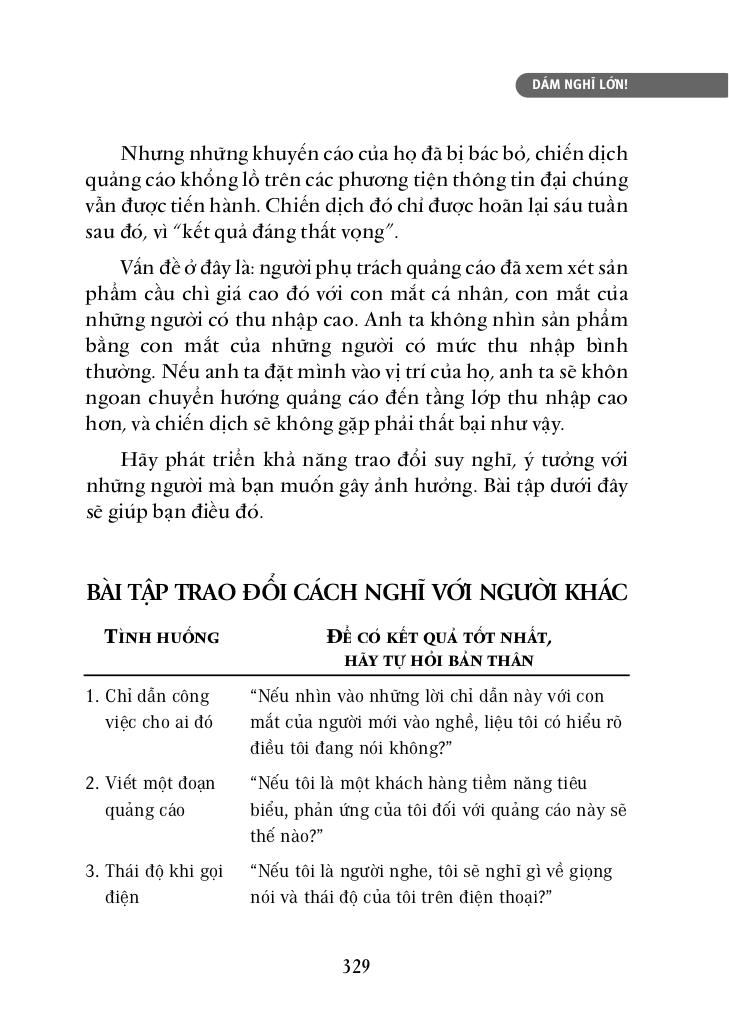 DÁM NGHĨ LỚN!
Nhưng những khuyến cáo của họ đã bị bác bỏ, chiến dịch
quảng cáo khổng lồ trên các phương tiện thông tin đại chúng
vẫn được tiến hành. Chiến dịch đó chỉ được hoãn lại sáu tuần
sau đó, vì “kết quả đáng thất vọng”.
Vấn đề ở đây là: người phụ trách quảng cáo đã xem xét sản
phẩm cầu chì giá cao đó với con mắt cá nhân, con mắt của
những người có thu nhập cao. Anh ta không nhìn sản phẩm
bằng con mắt của những người có mức thu nhập bình
thường. Nếu anh ta đặt mình vào vị trí của họ, anh ta sẽ khôn
ngoan chuyển hướng quảng cáo đến tầng lớp thu nhập cao
hơn, và chiến dịch sẽ không gặp phải thất bại như vậy.
Hãy phát triển khả năng trao đổi suy nghĩ, ý tưởng với
những người mà bạn muốn gây ảnh hưởng. Bài tập dưới đây
sẽ giúp bạn điều đó.
BÀI TẬP TRAO ĐỔI CÁCH NGHĨ VỚI NGƯỜI KHÁC
TÌNH HUỐNG
ĐỂ CÓ KẾT QUẢ TỐT NHẤT,
HÃY TỰ HỎI BẢN THÂN
1. Chỉ dẫn công
việc cho ai đó
“Nếu nhìn vào những lời chỉ dẫn này với con
mắt của người mới vào nghề, liệu tôi có hiểu rõ
điều tôi đang nói không?”
2. Viết một đoạn
quảng cáo
“Nếu tôi là một khách hàng tiềm năng tiêu
biểu, phản ứng của tôi đối với quảng cáo này sẽ
thế nào?”
3. Thái độ khi gọi
điện
“Nếu tôi là người nghe, tôi sẽ nghĩ gì về giọng
nói và thái độ của tôi trên điện thoại?”
329